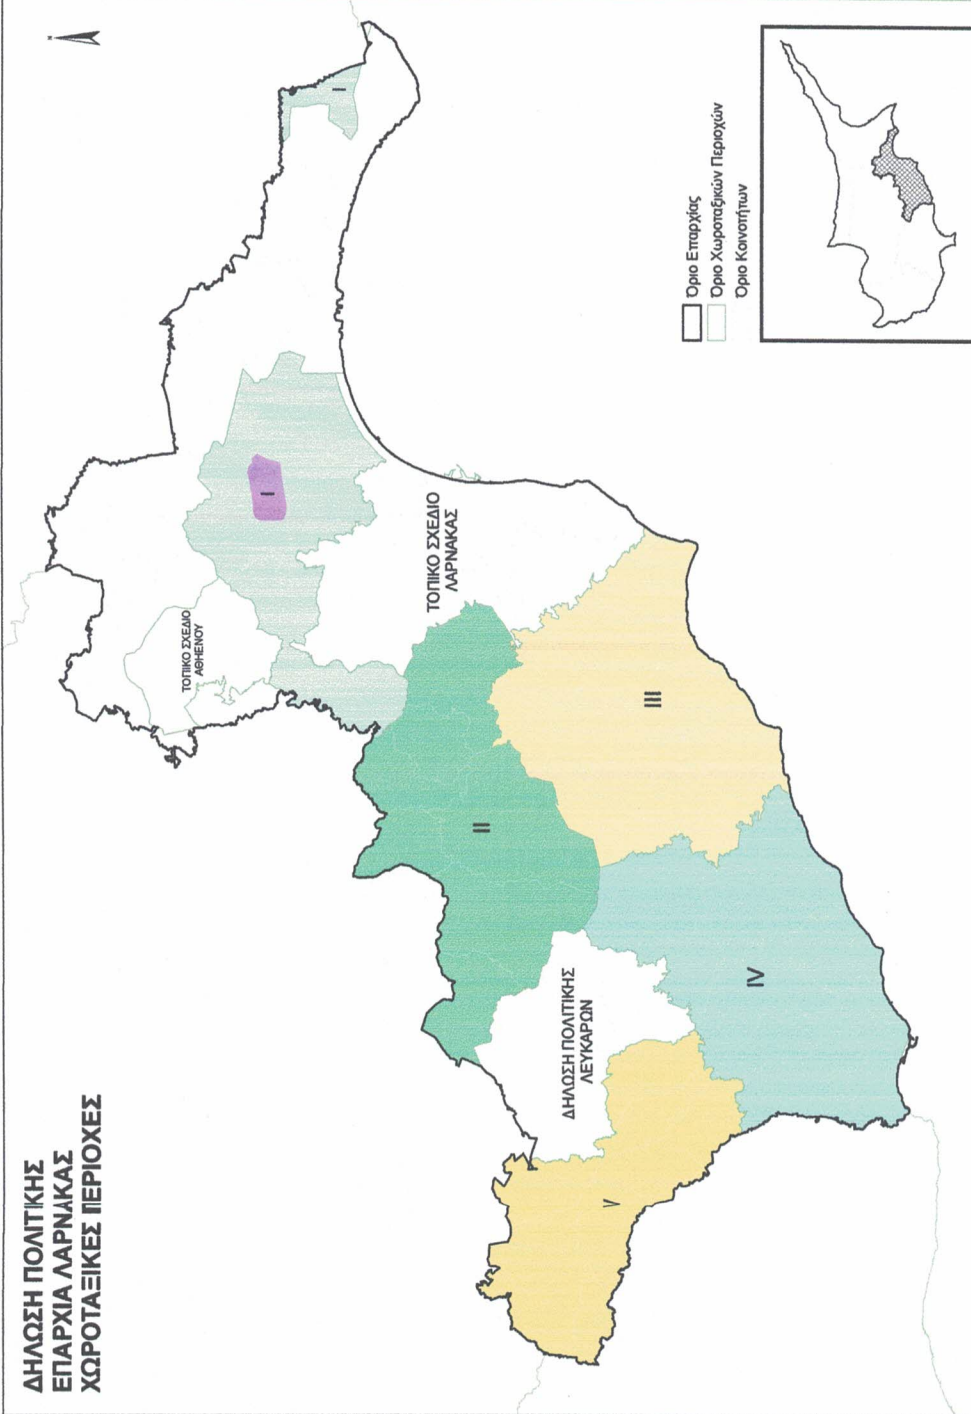 ΔΗΛΩΣΗ ΠΟΛΙΤΙΚΗΣ
ΕΠΑΡΧΙΑ ΛΑΡΝΑΚΑΣ
ΧΩΡΟΤΑΞΙΚΕΣ ΠΕΡΙΟΧΕΣ
ΤΟΠΙΚΟ ΣΧΕΔΙΟ
ΑΘΗΕΝΟΥ
I
I
ΤΟΠΙΚΟ ΣΧΕΔΙΟ
ΛΑΡΝΑΚΑΣ
II
ΔΗΛΩΣΗ ΠΟΛΙΤΙΚΗΣ
ΛΕΥΚΑΡΩΝ
III
V
IV
Όριο Επαρχίας
Όριο Χωροταξικών Περιοχών
Όριο Κοινοτήτων